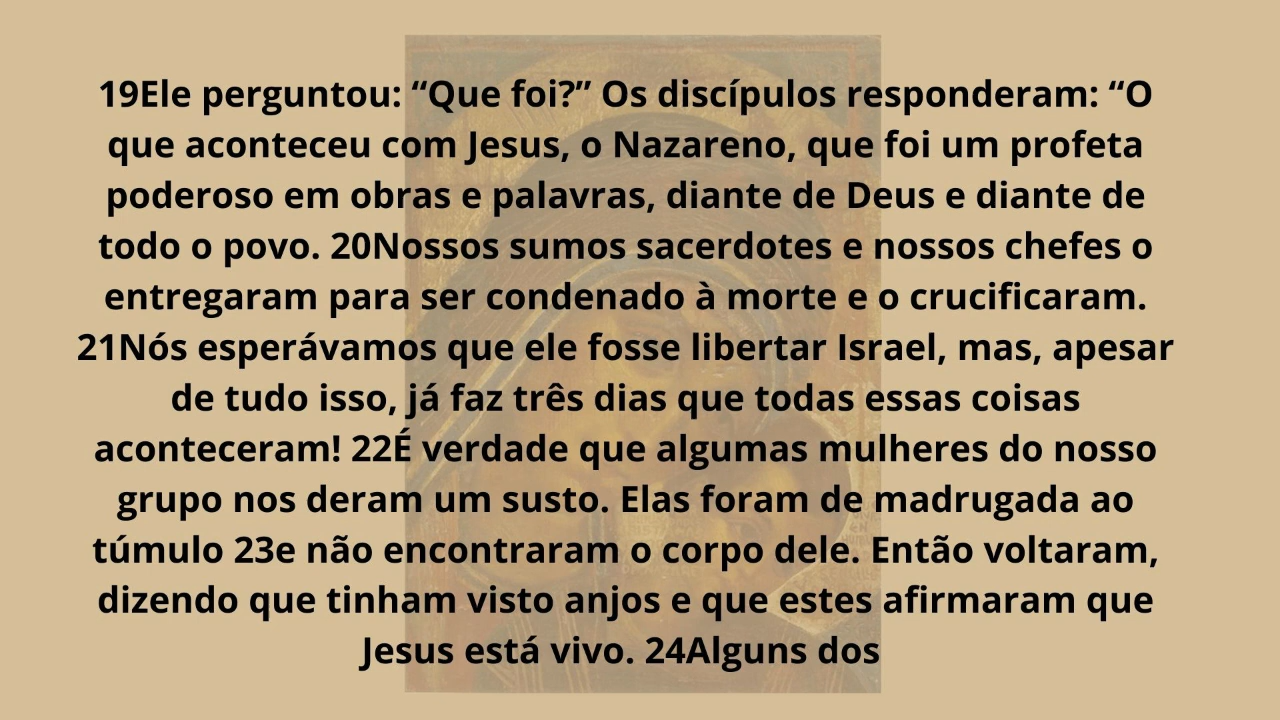 19Ele perguntou: “Que foi?” Os discípulos responderam: “O
que aconteceu com Jesus, o Nazareno, que foi um profeta
poderoso em obras e palavras, diante de Deus e diante de
todo o povo. 20Nossos sumos sacerdotes e nossos chefes o
entregaram para ser condenado à morte e o crucificaram.
21Nós esperávamos que ele fosse libertar Israel, mas, apesar
de tudo isso, já faz três dias que todas essas coisas
aconteceram! 22É verdade que algumas mulheres do nosso
grupo nos deram um susto. Elas foram de madrugada ao
túmulo 23e não encontraram o corpo dele. Então voltaram,
dizendo que tinham visto anjos e que estes afirmaram que
Jesus está vivo. 24Alguns dos